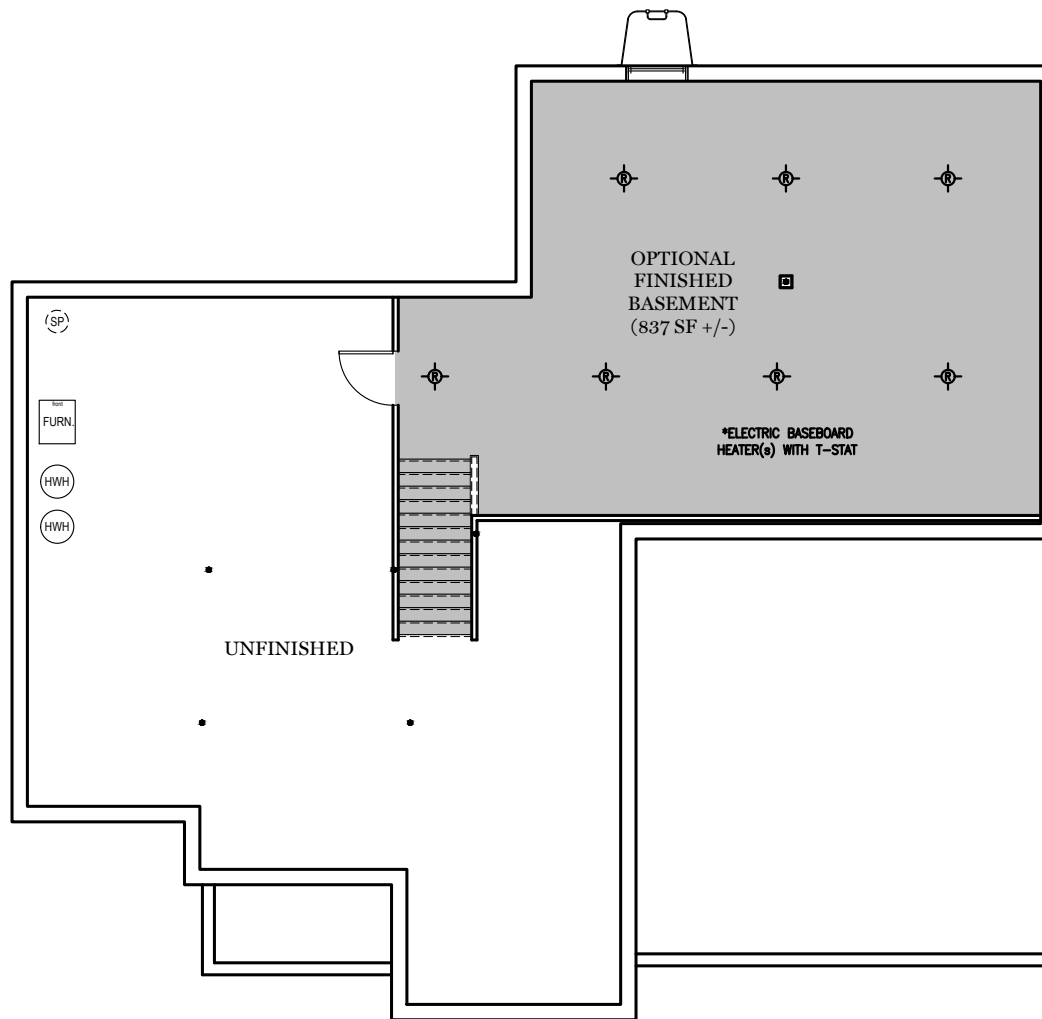 R
R
R
OPTIONAL
FINISHED
BASEMENT
(837 SF +/-)
SP
R
R
R
R
front
FURN.
*ELECTRIC BASEBOARD
HEATER(s) WITH T-STAT
HWH
HWH
UNFINISHED